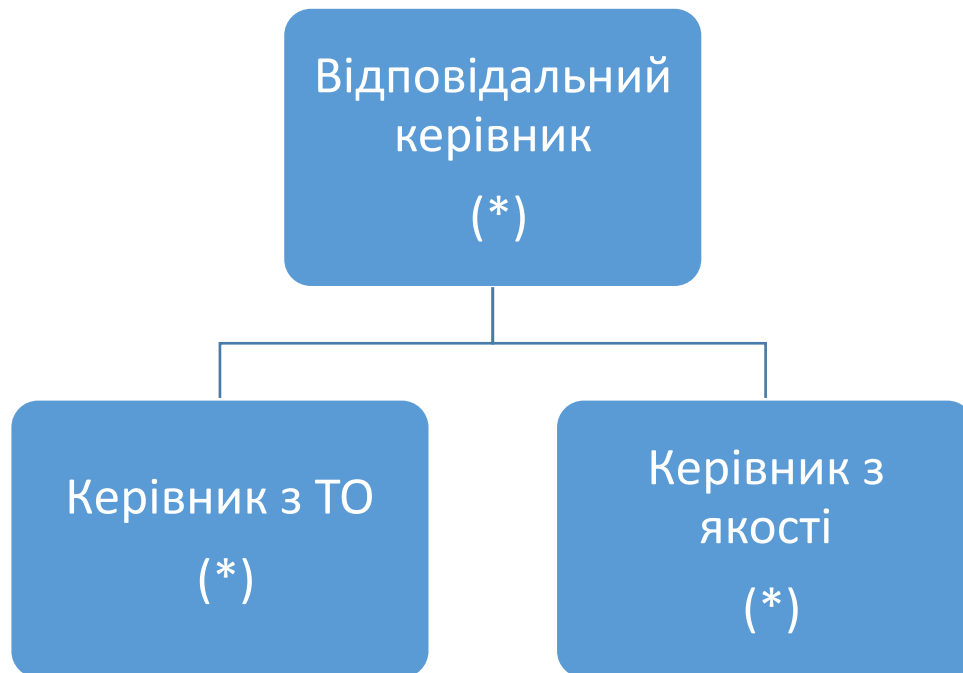 Відповідальний
керівник
(*)
Керівник з ТО
(*)
Керівник з
якості
(*)